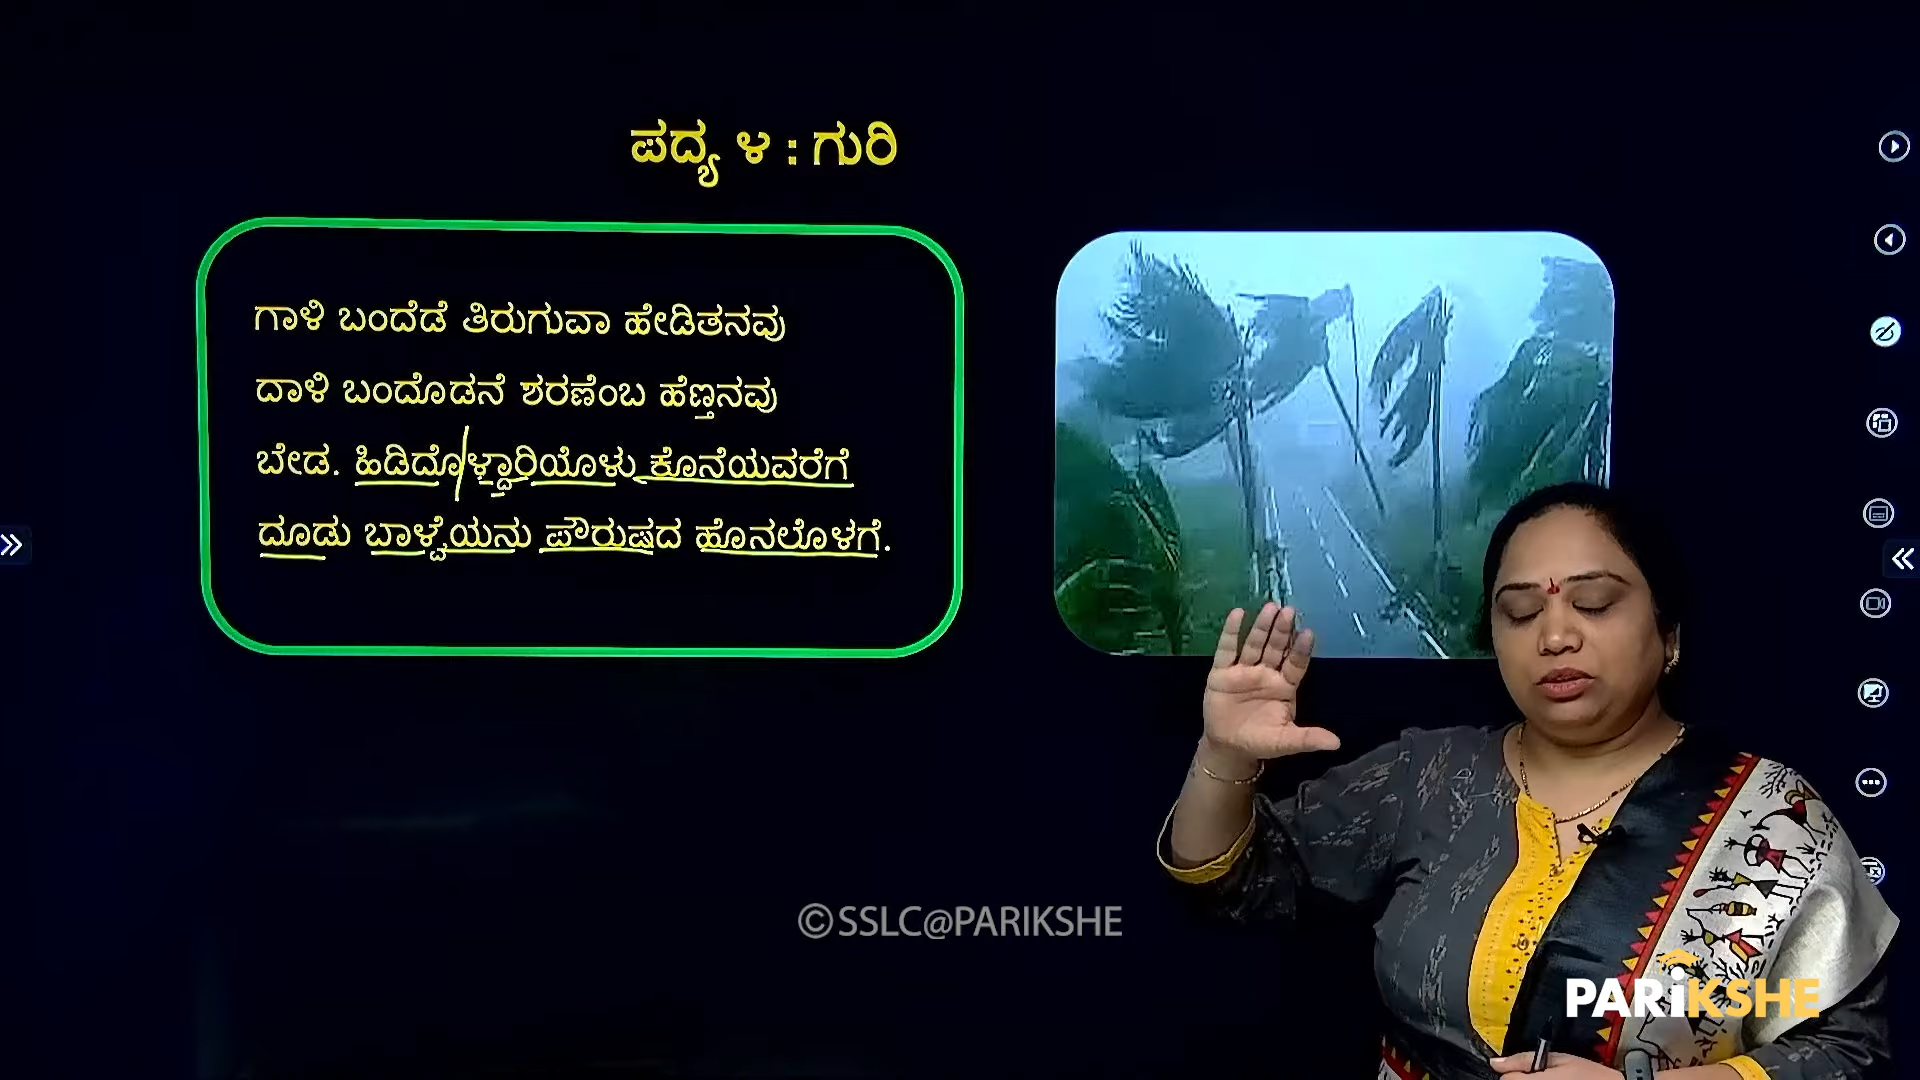 ಪದ್ಯ ೪ : ಗುರಿ
ಗಾಳಿ ಬಂದೆಡೆ ತಿರುಗುವಾ ಹೇಡಿತನವು
ದಾಳಿ ಬಂದೊಡನೆ ಶರಣೆಂಬ ಹೆಣ್ತನವು
ಬೇಡ. ಹಿಡಿದೊಳ್ದಾರಿಯೊಳು ಕೊನೆಯವರೆಗೆ
ದೂಡು ಬಾಳ್ವೆಯನು ಪೌರುಷದ ಹೊನಲೊಳಗೆ.
©SSLC@PARIKSHE
PARIKSHE